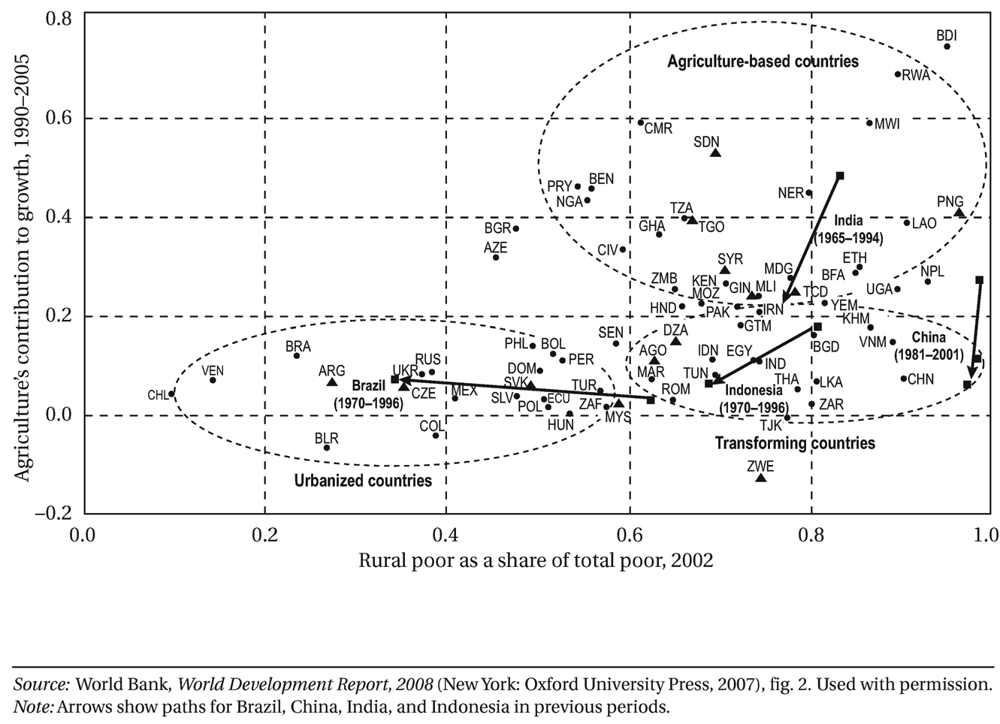 Agriculture's contribution to growth, 1990–2005
0.8
0.6
0.4
0.2
0.0
–0.2
BDI
Agriculture-based countries
RWA
CMR
MWI
SDN
PRY
BEN
NGA
NER
PNG
TZA
TGO
BGR
GHA
India
(1965–1994)
LAO
AZE
CIV
SYR
MDG
ETH
BFA
NPL
ZMB
KEN
GIN
MLI
TCD
UGA
MOZ
HND
PAK
IRN
YEM
KHM
GTM
SEN
DZA
BGD
VNM
China
(1981–2001)
BRA
PHL
BOL
PER
AGO
IDN
EGY
IND
VEN
ARG
UKR
RUS
DOM
MAR
TUN
THA
LKA
CHN
CHL
Brazil
(1970–1996)
CZE
MEX
SVK
SLV
POL
ECU
TUR
ZAF
ROM
Indonesia
(1970–1996)
ZAR
HUN
MYS
TJK
COL
BLR
Transforming countries
Urbanized countries
ZWE
0.0 0.2 0.4 0.6 0.8 1.0
Rural poor as a share of total poor, 2002
Source: World Bank, World Development Report, 2008 (New York: Oxford University Press, 2007), fig. 2. Used with permission.
Note: Arrows show paths for Brazil, China, India, and Indonesia in previous periods.